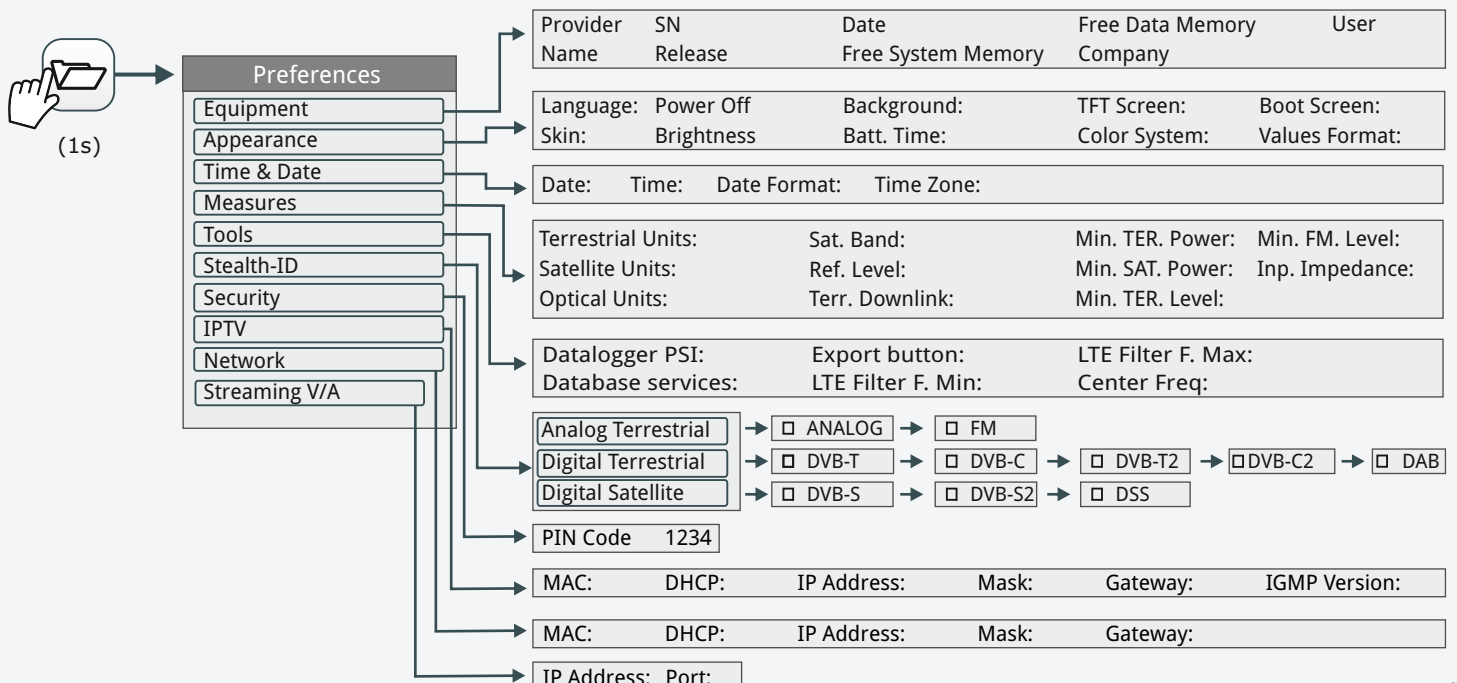 (1s)
Preferences
Equipment
Appearance
Time & Date
Measures
Tools
Stealth-ID
Security
IPTV
Network
Streaming V/A
Provider SN Date Free Data Memory User
Name Release Free System Memory Company
Language: Power Off Background: TFT Screen: Boot Screen:
Skin: Brightness Batt. Time: Color System: Values Format:
Date: Time: Date Format: Time Zone:
Terrestrial Units: Sat. Band: Min. TER. Power: Min. FM. Level:
Satellite Units: Ref. Level: Min. SAT. Power: Inp. Impedance:
Optical Units: Terr. Downlink: Min. TER. Level:
Datalogger PSI: Export button: LTE Filter F. Max:
Database services: LTE Filter F. Min: Center Freq:
Analog Terrestrial ANALOG FM
Digital Terrestrial DVB-T DVB-C DVB-T2 DVB-C2 DAB
Digital Satellite DVB-S DVB-S2 DSS
PIN Code 1234
MAC: DHCP: IP Address: Mask: Gateway: IGMP Version:
MAC: DHCP: IP Address: Mask: Gateway:
IP Address: Port: